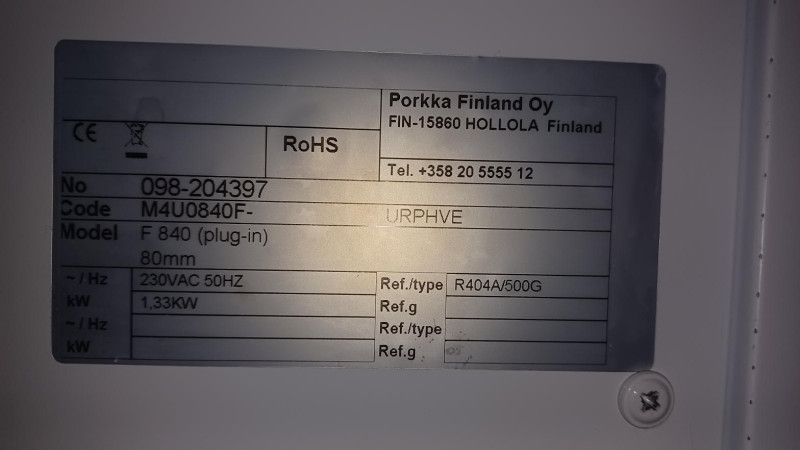 Porkka Finland Oy
FIN-15860 HOLLOLA Finland
CE
RoHS
Tel. +358 20 5555 12
No 098-204397
Code M4U0840F- URPHVE
Model F 840 (plug-in)
80mm
~ / Hz 230VAC 50HZ Ref./type R404A/500G
kW 1,33KW Ref.g
~ / Hz Ref./type
kW Ref.g